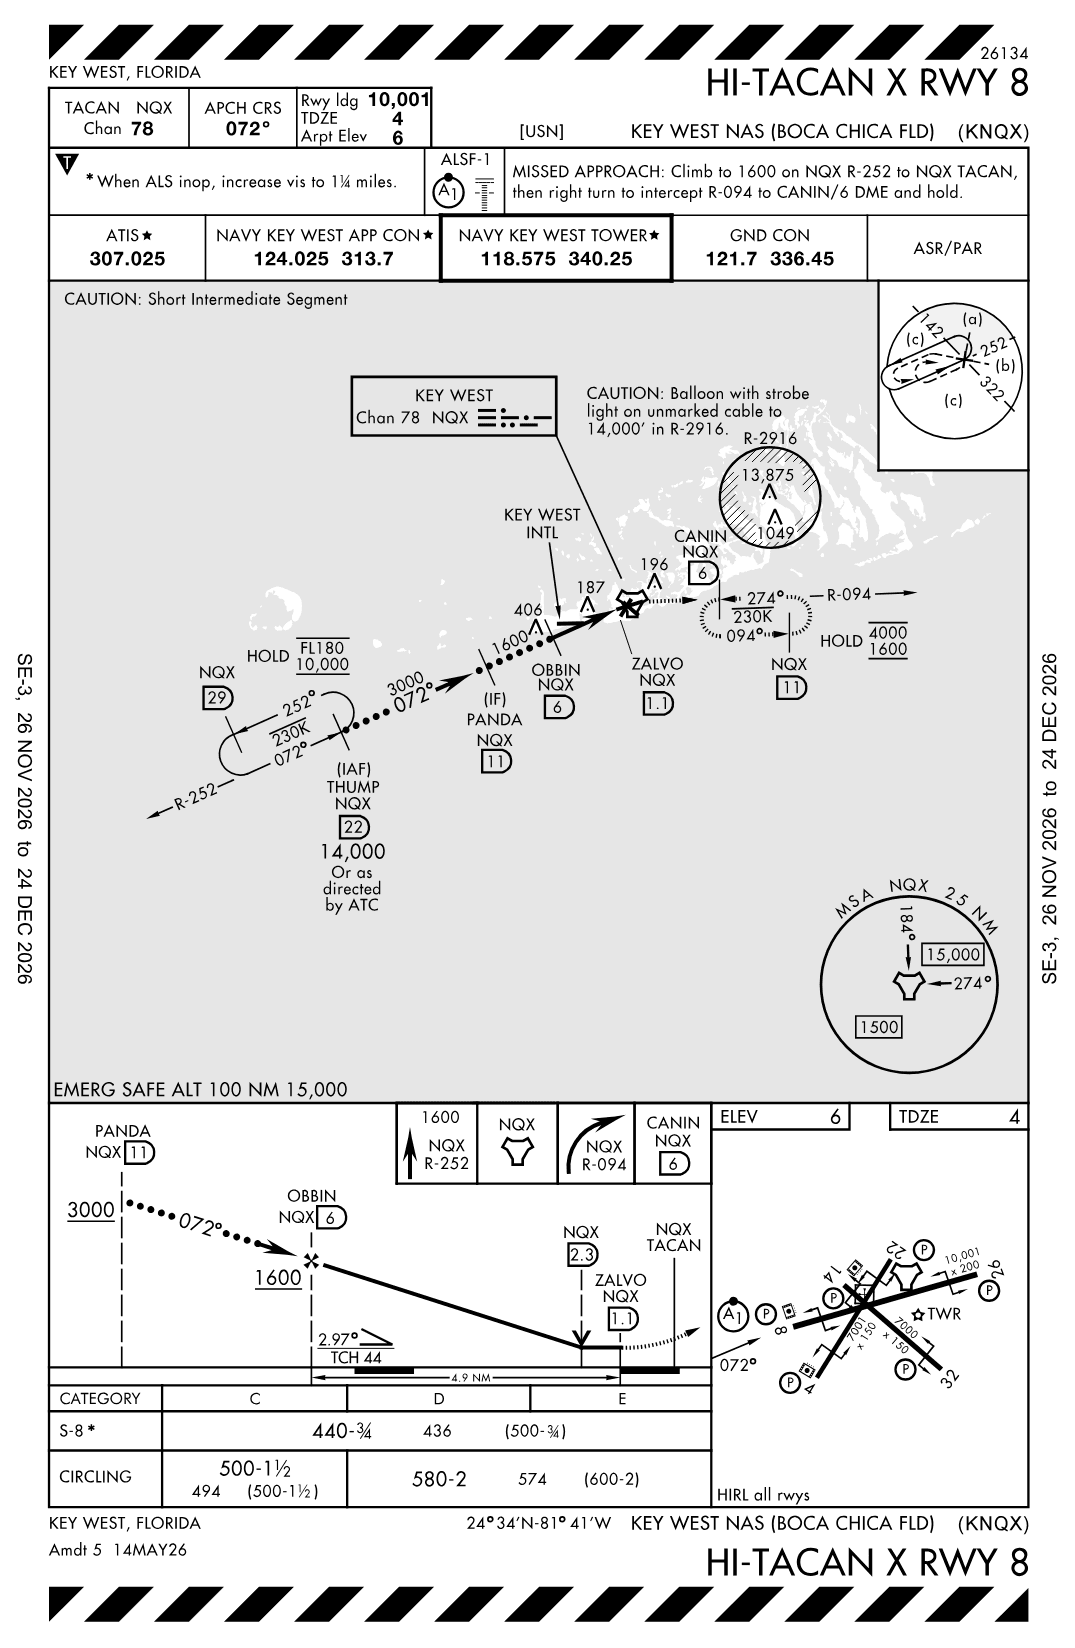 26134
KEY WEST, FLORIDA
HI-TACAN X RWY 8
TACAN NQX
Chan 78
APCH CRS
072°
Rwy ldg 10,001
TDZE 4
Arpt Elev 6
[USN]
KEY WEST NAS (BOCA CHICA FLD) (KNQX)
T
* When ALS inop, increase vis to 1¼ miles.
ALSF-1
A1
MISSED APPROACH: Climb to 1600 on NQX R-252 to NQX TACAN,
then right turn to intercept R-094 to CANIN/6 DME and hold.
ATIS★
307.025
NAVY KEY WEST APP CON★
124.025 313.7
NAVY KEY WEST TOWER★
118.575 340.25
GND CON
121.7 336.45
ASR/PAR
CAUTION: Short Intermediate Segment
142
(a)
(c)
252
(b)
322
(c)
KEY WEST
Chan 78 NQX
CAUTION: Balloon with strobe
light on unmarked cable to
14,000' in R-2916.
R-2916
13,875
1049
KEY WEST
INTL
CANIN
NQX
6
196
187
406
274°
230K
094°
R-094
HOLD
4000
1600
NQX
11
HOLD
FL180
10,000
NQX
29
252°
230K
072°
R-252
3000
072°
1600
OBBIN
NQX
6
ZALVO
NQX
1.1
(IF)
PANDA
NQX
11
(IAF)
THUMP
NQX
22
14,000
Or as
directed
by ATC
MSA NQX 25 NM
184°
15,000
274°
1500
EMERG SAFE ALT 100 NM 15,000
SE-3, 26 NOV 2026 to 24 DEC 2026
SE-3, 26 NOV 2026 to 24 DEC 2026
PANDA
NQX 11
3000
072°
OBBIN
NQX 6
1600
1600
NQX
R-252
NQX
NQX
R-094
CANIN
NQX
6
NQX
2.3
NQX
TACAN
ZALVO
NQX
1.1
2.97°
TCH 44
4.9 NM
ELEV 6
TDZE 4
22
P
14
10,001
x 200
26
P
P
A1
P
8
TWR
7001
x 150
7000
x 150
072°
P
4
P
32
HIRL all rwys
CATEGORY C D E
S-8* 440-¾ 436 (500-¾)
CIRCLING
500-1½
494 (500-1½)
580-2 574 (600-2)
KEY WEST, FLORIDA
24°34'N-81°41'W
KEY WEST NAS (BOCA CHICA FLD) (KNQX)
Amdt 5 14MAY26
HI-TACAN X RWY 8